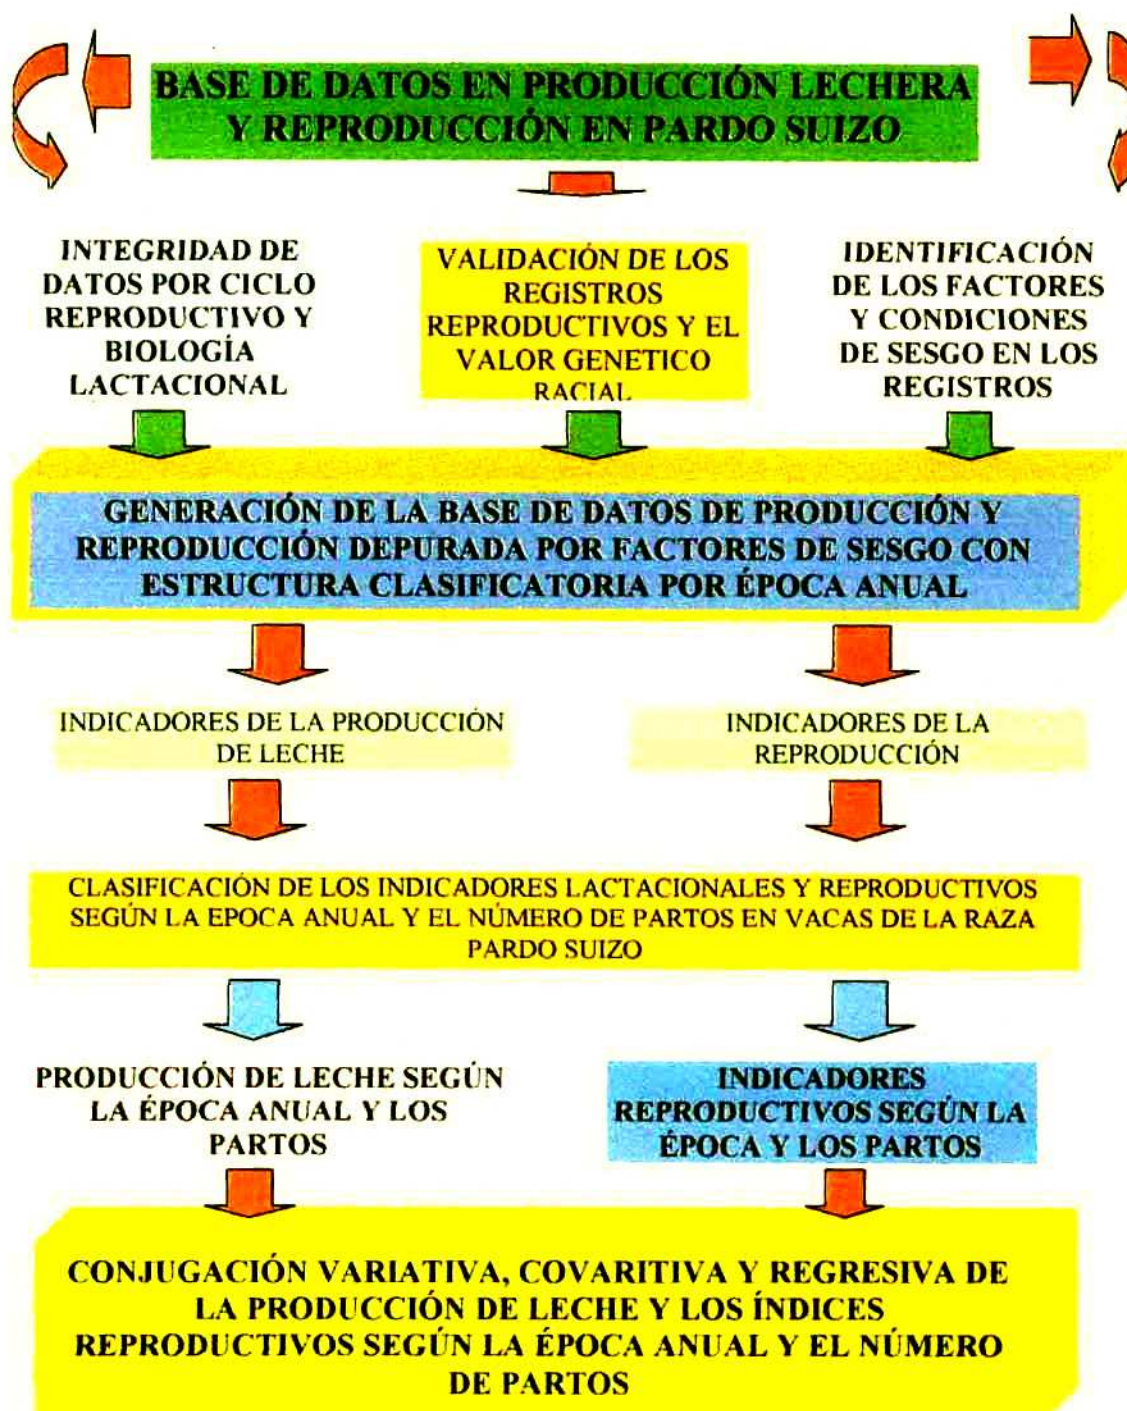 BASE DE DATOS EN PRODUCCIÓN LECHERA
Y REPRODUCCIÓN EN PARDO SUIZO
INTEGRIDAD DE
DATOS POR CICLO
REPRODUCTIVO Y
BIOLOGÍA
LACTACIONAL
VALIDACIÓN DE LOS
REGISTROS
REPRODUCTIVOS Y EL
VALOR GENETICO
RACIAL
IDENTIFICACIÓN
DE LOS FACTORES
Y CONDICIONES
DE SESGO EN LOS
REGISTROS
GENERACIÓN DE LA BASE DE DATOS DE PRODUCCIÓN Y
REPRODUCCIÓN DEPURADA POR FACTORES DE SESGO CON
ESTRUCTURA CLASIFICATORIA POR ÉPOCA ANUAL
INDICADORES DE LA PRODUCCIÓN
DE LECHE
INDICADORES DE LA
REPRODUCCIÓN
CLASIFICACIÓN DE LOS INDICADORES LACTACIONALES Y REPRODUCTIVOS
SEGÚN LA EPOCA ANUAL Y EL NÚMERO DE PARTOS EN VACAS DE LA RAZA
PARDO SUIZO
PRODUCCIÓN DE LECHE SEGÚN
LA ÉPOCA ANUAL Y LOS
PARTOS
INDICADORES
REPRODUCTIVOS SEGÚN LA
ÉPOCA Y LOS PARTOS
CONJUGACIÓN VARIATIVA, COVARITIVA Y REGRESIVA DE
LA PRODUCCIÓN DE LECHE Y LOS ÍNDICES
REPRODUCTIVOS SEGÚN LA ÉPOCA ANUAL Y EL NÚMERO
DE PARTOS